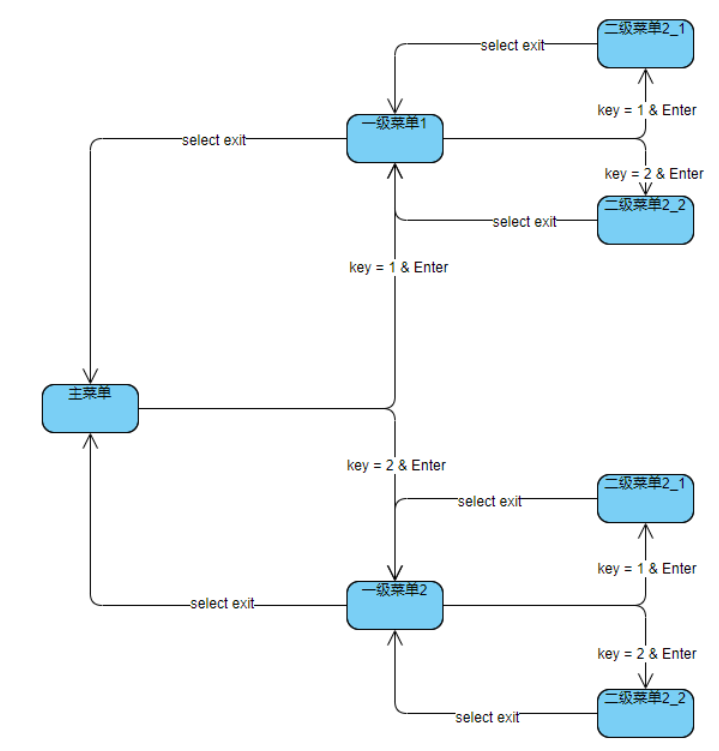 二级菜单2_1
select exit
key = 1 & Enter
一级菜单1
select exit
key = 2 & Enter
二级菜单2_2
select exit
key = 1 & Enter
主菜单
key = 2 & Enter
二级菜单2_1
select exit
key = 1 & Enter
一级菜单2
select exit
key = 2 & Enter
二级菜单2_2
select exit